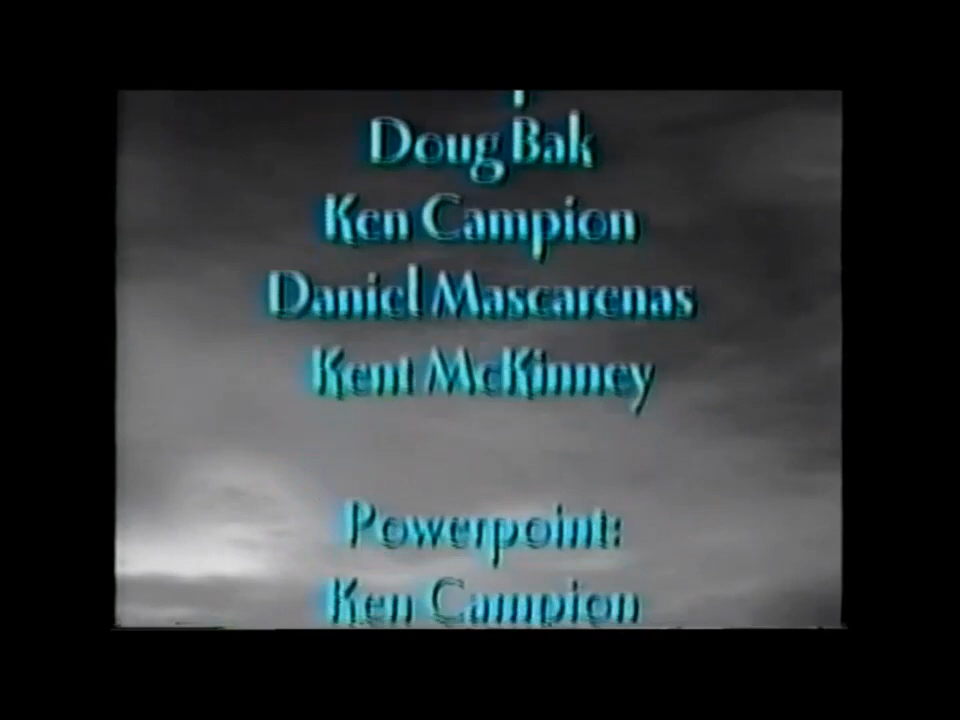 Doug Bak
Ken Campion
Daniel Mascarenas
Kent McKinney
Powerpoint:
Ken Campion